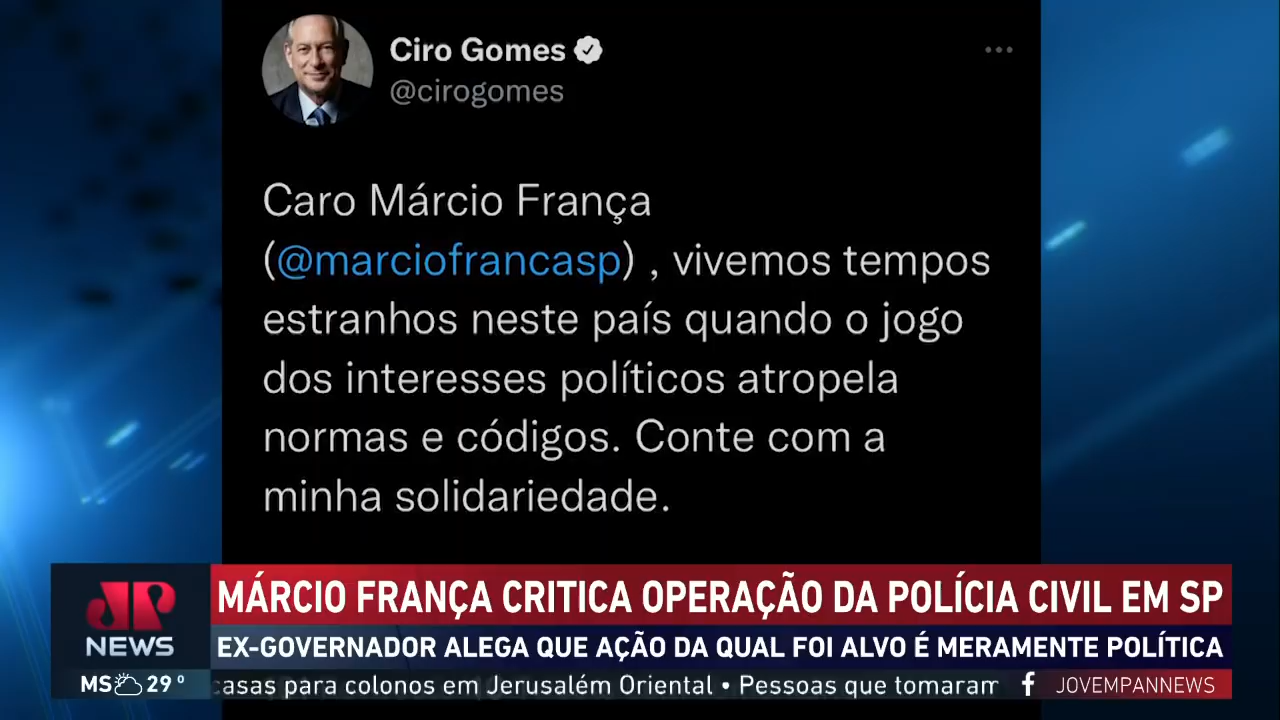 Ciro Gomes
@cirogomes
Caro Márcio França
(@marciofrancasp) , vivemos tempos
estranhos neste país quando o jogo
dos interesses políticos atropela
normas e códigos. Conte com a
minha solidariedade.
JP
NEWS
MÁRCIO FRANÇA CRITICA OPERAÇÃO DA POLÍCIA CIVIL EM SP
EX-GOVERNADOR ALEGA QUE AÇÃO DA QUAL FOI ALVO É MERAMENTE POLÍTICA
MS 29 º
casas para colonos em Jerusalém Oriental • Pessoas que tomaram
f JOVEMPANNEWS